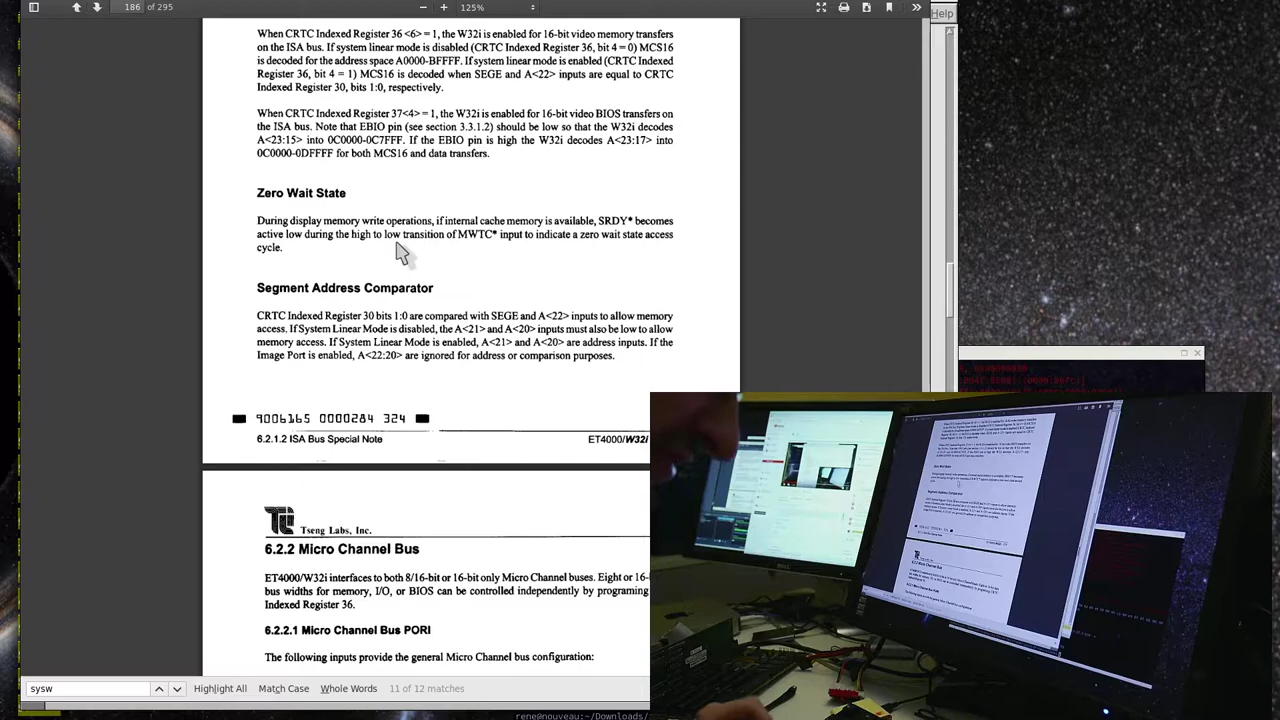 186 of 295
125%
Help
When CRTC Indexed Register 36 <6> = 1, the W32i is enabled for 16-bit video memory transfers
on the ISA bus. If system linear mode is disabled (CRTC Indexed Register 36, bit 4 = 0) MCS16
is decoded for the address space A0000-BFFFF. If system linear mode is enabled (CRTC Indexed
Register 36, bit 4 = 1) MCS16 is decoded when SEGE and A<22> inputs are equal to CRTC
Indexed Register 30, bits 1:0, respectively.
When CRTC Indexed Register 37<4> = 1, the W32i is enabled for 16-bit video BIOS transfers on
the ISA bus. Note that EBIO pin (see section 3.3.1.2) should be low so that the W32i decodes
A<23:15> into 0C0000-0C7FFF. If the EBIO pin is high the W32i decodes A<23:17> into
0C0000-0DFFFF for both MCS16 and data transfers.
Zero Wait State
During display memory write operations, if internal cache memory is available, SRDY* becomes
active low during the high to low transition of MWTC* input to indicate a zero wait state access
cycle.
Segment Address Comparator
CRTC Indexed Register 30 bits 1:0 are compared with SEGE and A<22> inputs to allow memory
access. If System Linear Mode is disabled, the A<21> and A<20> inputs must also be low to allow
memory access. If System Linear Mode is enabled, A<21> and A<20> are address inputs. If the
Image Port is enabled, A<22:20> are ignored for address or comparison purposes.
9006165 0000284 324
6.2.1.2 ISA Bus Special Note ET4000/W32i
Tseng Labs, Inc.
6.2.2 Micro Channel Bus
ET4000/W32i interfaces to both 8/16-bit or 16-bit only Micro Channel buses. Eight or 16-
bus widths for memory, I/O, or BIOS can be controlled independently by programing
Indexed Register 36.
6.2.2.1 Micro Channel Bus PORI
The following inputs provide the general Micro Channel bus configuration:
sysw
Highlight All Match Case Whole Words 11 of 12 matches
rene@nouveau:~/Downloads/